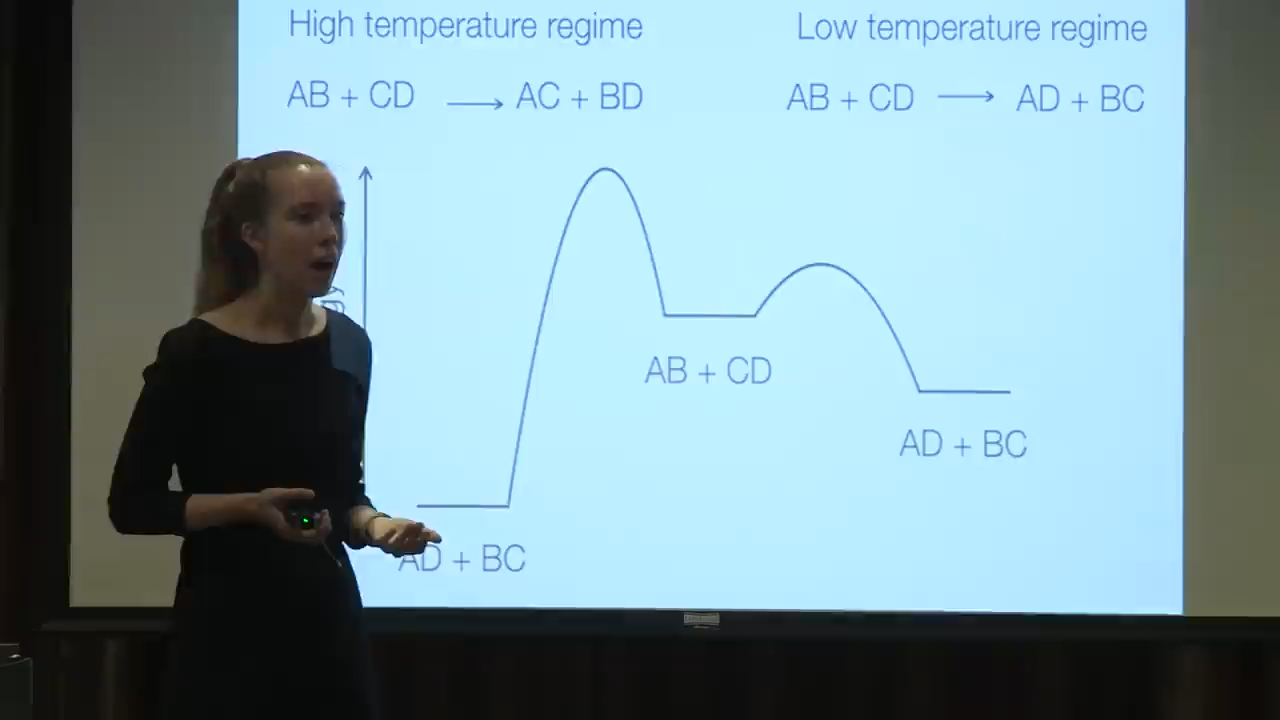 High temperature regime
Low temperature regime
AB + CD → AC + BD
AB + CD → AD + BC
AB + CD
AD + BC
AD + BC